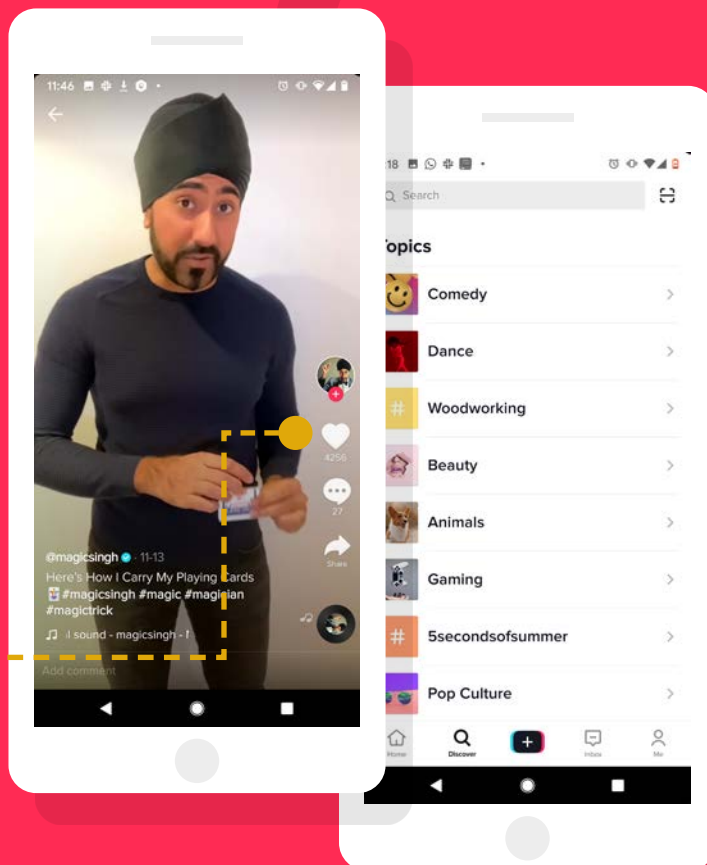 11:46
4256
27
Share
@magicsingh · 11-13
Here's How I Carry My Playing Cards
#magicsingh #magic #magician
#magictrick
l sound - magicsingh -
Add comment
18
Search
opics
Comedy
Dance
# Woodworking
Beauty
Animals
Gaming
# 5secondsofsummer
Pop Culture
Home
Discover
Inbox
Me